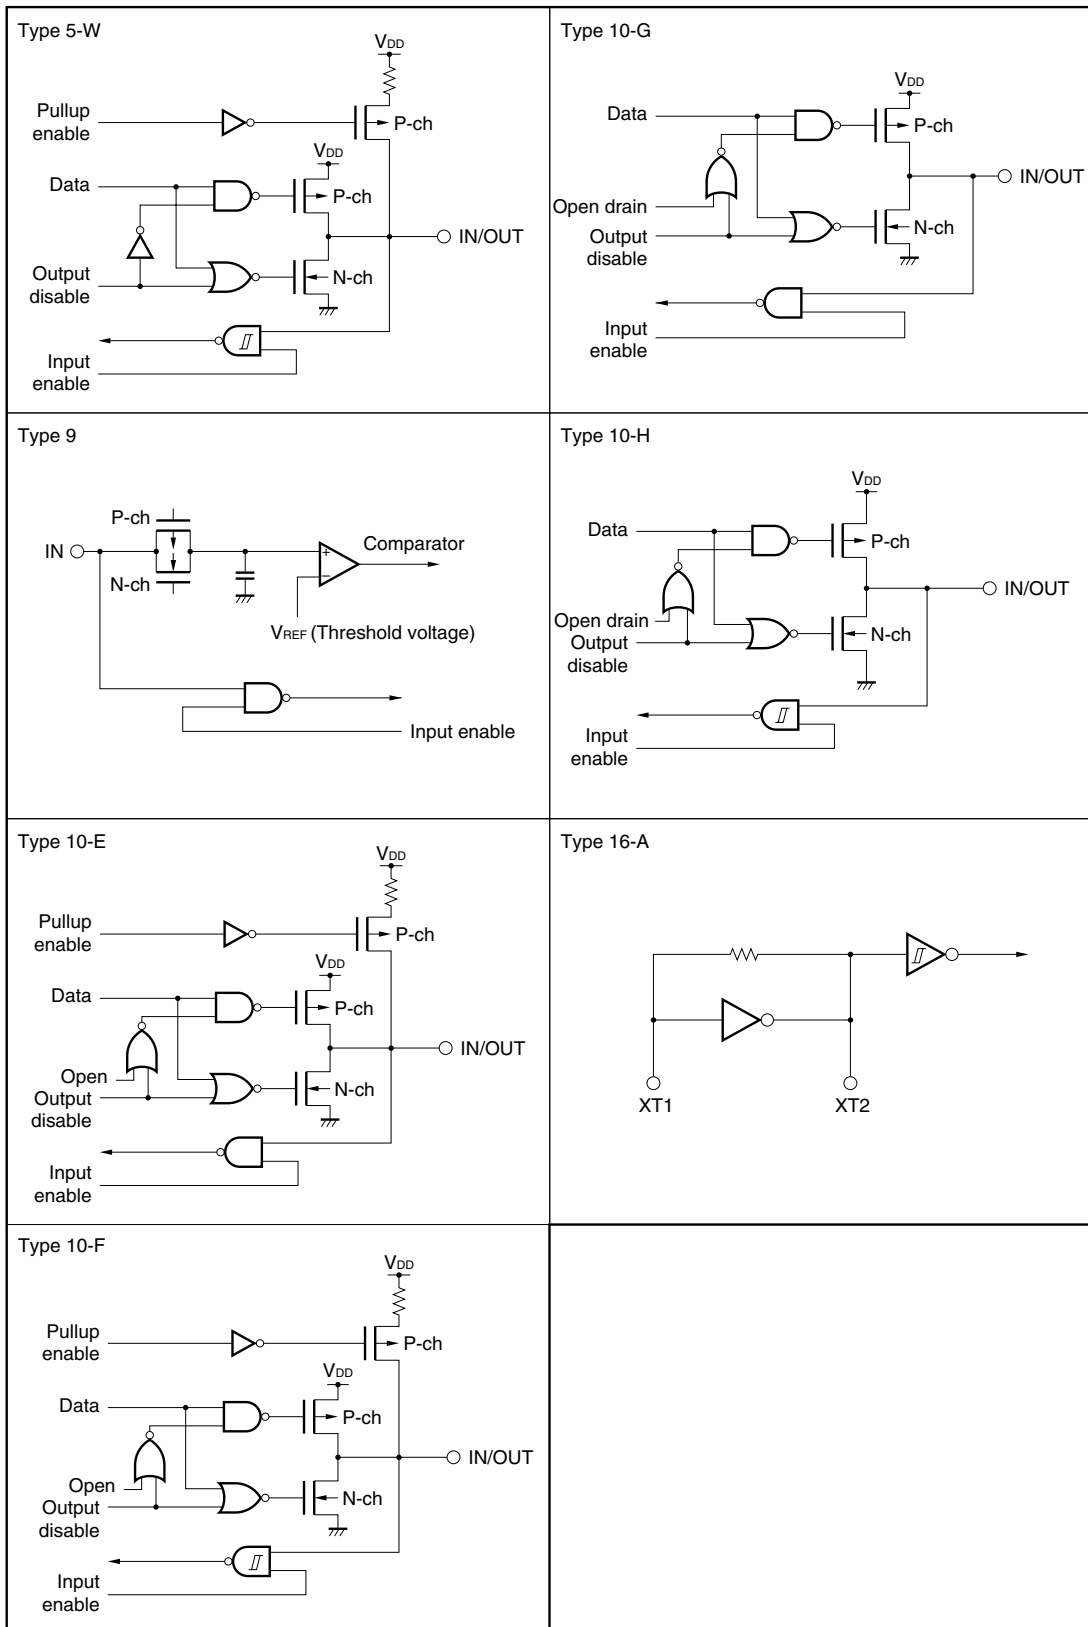 Type 5-W
VDD
Pullup
enable
P-ch
VDD
Data
P-ch
IN/OUT
Output
disable
N-ch
Input
enable
Type 10-G
VDD
Data
P-ch
IN/OUT
Open drain
Output
disable
N-ch
Input
enable
Type 9
P-ch
IN
N-ch
+
−
Comparator
VREF (Threshold voltage)
Input enable
Type 10-H
VDD
Data
P-ch
IN/OUT
Open drain
Output
disable
N-ch
Input
enable
Type 10-E
VDD
Pullup
enable
P-ch
VDD
Data
P-ch
IN/OUT
Open
Output
disable
N-ch
Input
enable
Type 16-A
XT1
XT2
Type 10-F
VDD
Pullup
enable
P-ch
VDD
Data
P-ch
IN/OUT
Open
Output
disable
N-ch
Input
enable